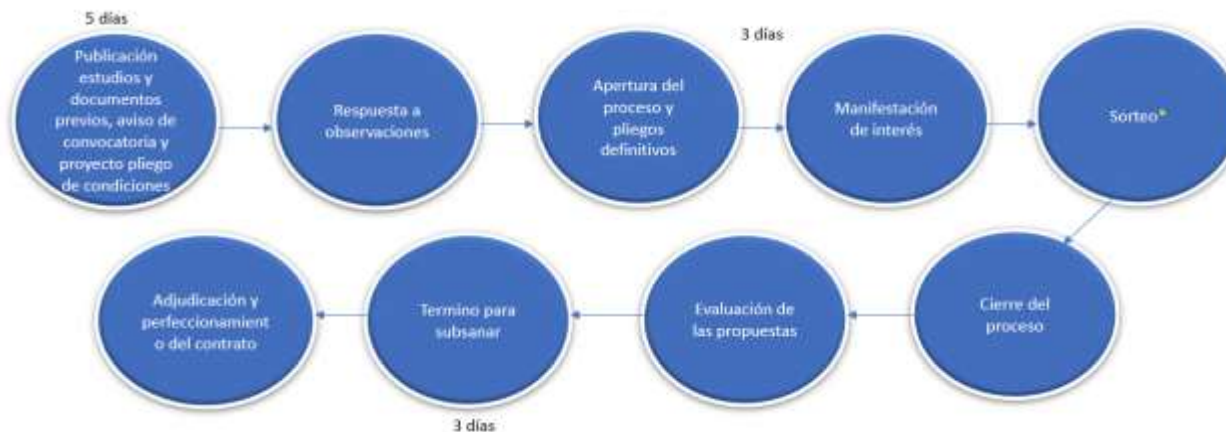 5 días
Publicación
estudios y
documentos
previos, aviso de
convocatoria y
proyecto pliego
de condiciones
Respuesta a
observaciones
Apertura del
proceso y
pliegos
definitivos
3 días
Manifestación
de interés
Sorteo*
Cierre del
proceso
Evaluación de
las propuestas
Termino para
subsanar
3 días
Adjudicación y
perfeccionamient
o del contrato